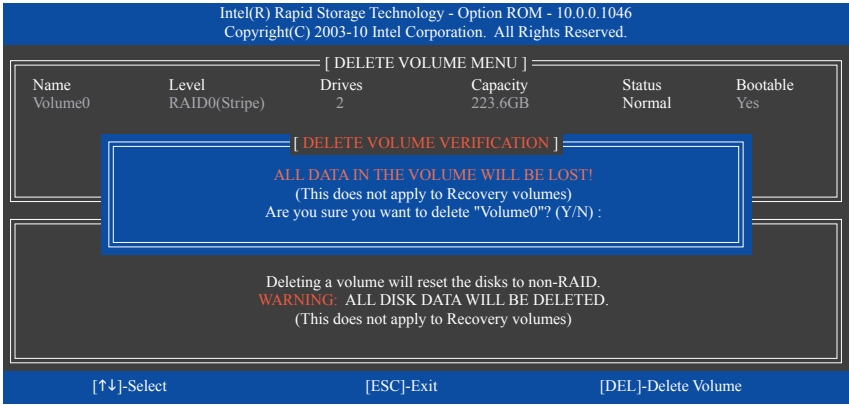 Intel(R) Rapid Storage Technology - Option ROM - 10.0.0.1046
Copyright(C) 2003-10 Intel Corporation.  All Rights Reserved.
[ DELETE VOLUME MENU ]
Name Level Drives Capacity Status Bootable
Volume0 RAID0(Stripe) 2 223.6GB Normal Yes
[ DELETE VOLUME VERIFICATION ]
ALL DATA IN THE VOLUME WILL BE LOST!
(This does not apply to Recovery volumes)
Are you sure you want to delete "Volume0"? (Y/N) :
Deleting a volume will reset the disks to non-RAID.
WARNING:  ALL DISK DATA WILL BE DELETED.
(This does not apply to Recovery volumes)
[↑↓]-Select [ESC]-Exit [DEL]-Delete Volume